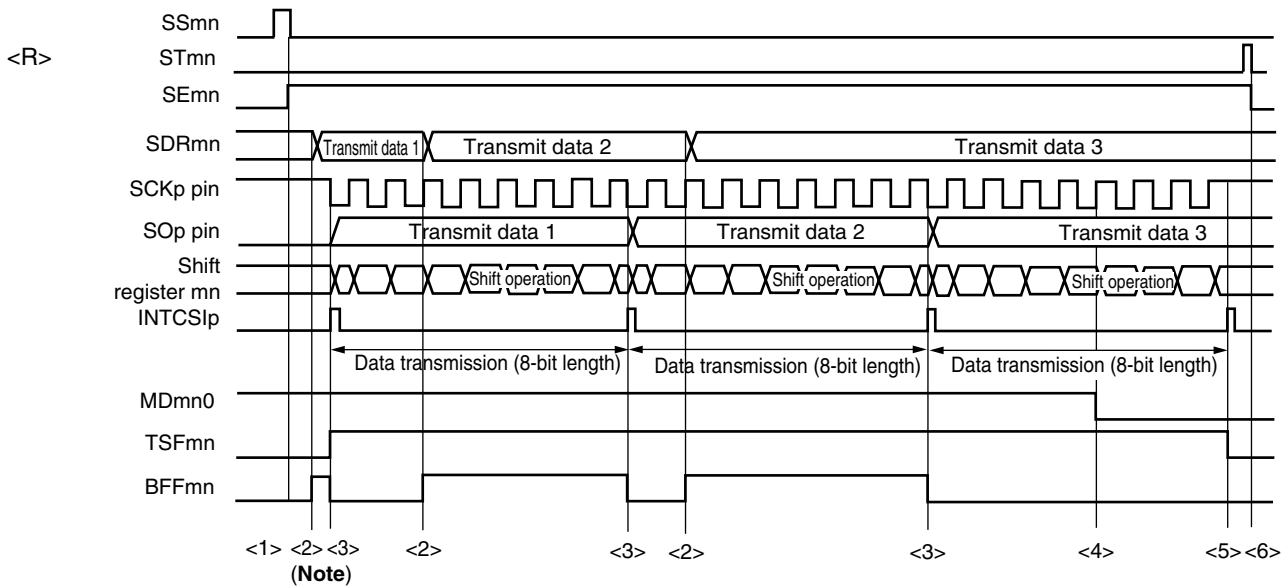 SSmn
<R> STmn
SEmn
SDRmn Transmit data 1 Transmit data 2 Transmit data 3
SCKp pin
SOp pin Transmit data 1 Transmit data 2 Transmit data 3
Shift
register mn Shift operation Shift operation Shift operation
INTCSIp
Data transmission (8-bit length) Data transmission (8-bit length) Data transmission (8-bit length)
MDmn0
TSFmn
BFFmn
<1> <2> <3> <2> <3> <2> <3> <4> <5> <6>
(Note)